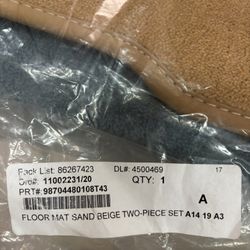 Pack List: 86267423 DL#: 4500469 17
Ord#: 11002231/20 QTY: 1
PRT#: 98704480108T43 A
FLOOR MAT SAND BEIGE TWO-PIECE SET A14 19 A3